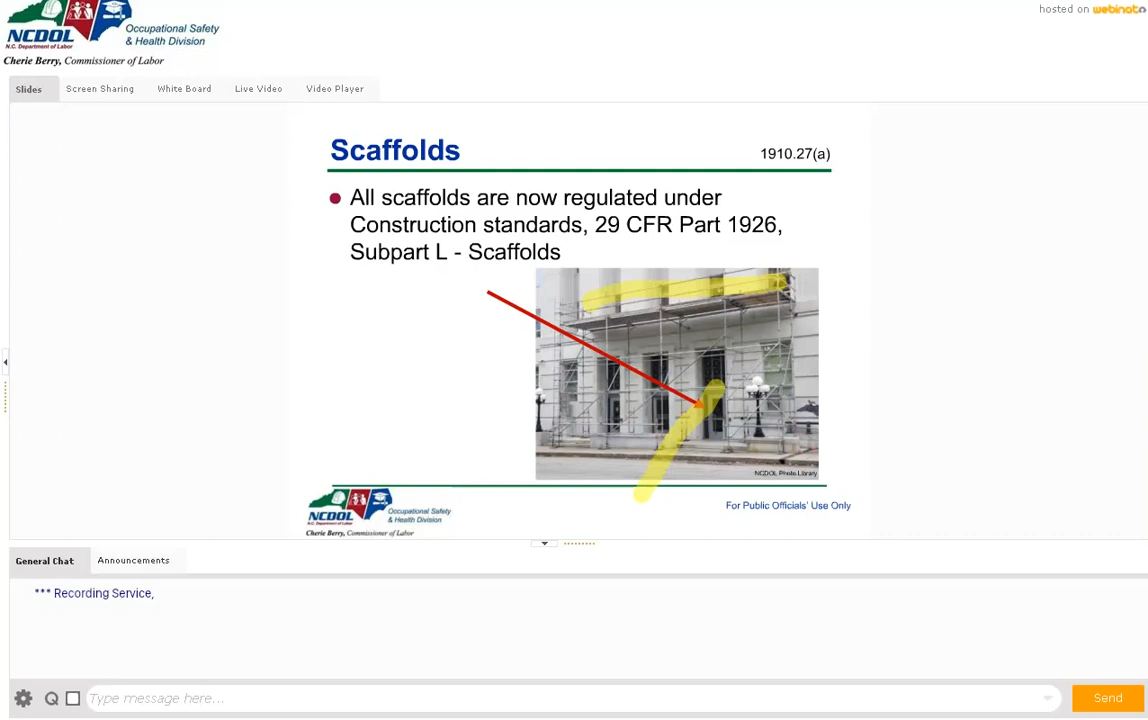 hosted on webinato
NCDOL
N.C. Department of Labor
Occupational Safety
& Health Division
Cherie Berry, Commissioner of Labor
Slides
Screen Sharing
White Board
Live Video
Video Player
Scaffolds
1910.27(a)
All scaffolds are now regulated under
Construction standards, 29 CFR Part 1926,
Subpart L - Scaffolds
NCDOL Photo Library
NCDOL
N.C. Department of Labor
Occupational Safety
& Health Division
Cherie Berry, Commissioner of Labor
For Public Officials' Use Only
General Chat
Announcements
*** Recording Service,
Type message here...
Send